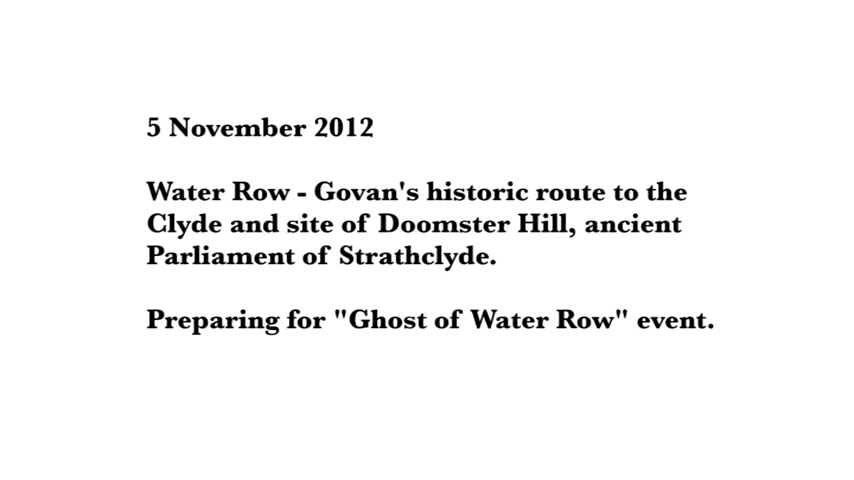 5 November 2012
Water Row - Govan's historic route to the
Clyde and site of Doomster Hill, ancient
Parliament of Strathclyde.
Preparing for "Ghost of Water Row" event.